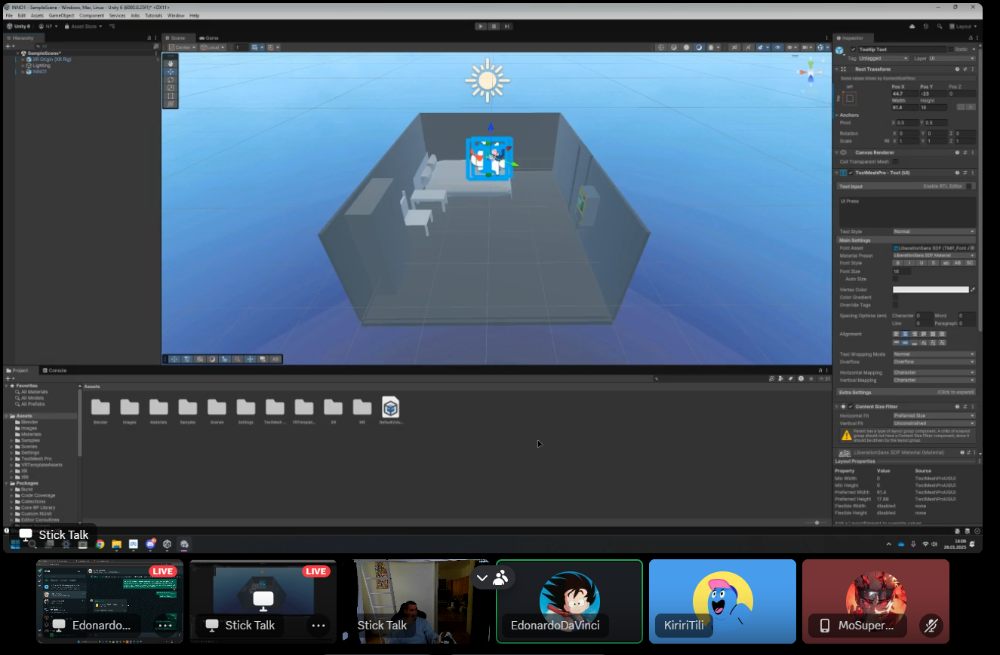 INNO1 - SampleScene - Windows, Mac, Linux - Unity 6 (6000.0.25f1)* <DX11>
File Edit Assets GameObject Component Services Jobs Tutorials Window Help
Unity 6 NP Asset Store Layout
Hierarchy
All
SampleScene*
XR Origin (XR Rig)
Lighting
INNO1
Scene Game
Center Local 1
Inspector
Tooltip Text Static
Tag Untagged Layer UI
Rect Transform
Some values driven by ContentSizeFitter.
left Pos X Pos Y Pos Z
top 44.7 -23 0
Width Height
61.4 18
Anchors
Pivot X 0.5 Y 0.5
Rotation X 0 Y 0 Z 0
Scale X 1 Y 1 Z 1
Canvas Renderer
Cull Transparent Mesh
TextMeshPro - Text (UI)
Text Input Enable RTL Editor
UI Press
Text Style Normal
Main Settings
Font Asset LiberationSans SDF (TMP_Font
Material Preset LiberationSans SDF Material
Font Style B I U S ab AB SC
Font Size 16
Auto Size
Vertex Color
Color Gradient
Override Tags
Spacing Options (em) Character 0 Word 0
Line 0 Paragraph 0
Alignment
Text Wrapping Mode Normal
Overflow Overflow
Horizontal Mapping Character
Vertical Mapping Character
Extra Settings (Click to expand)
Content Size Fitter
Horizontal Fit Preferred Size
Vertical Fit Unconstrained
Parent has a type of layout group component. A child of a layout
group should not have a Content Size Fitter component, since it
should be driven by the layout group.
LiberationSans SDF Material (Material)
Layout Properties
Property Value Source
Min Width 0 TextMeshProUGUI
Min Height 0 TextMeshProUGUI
Preferred Width 61.4 TextMeshProUGUI
Preferred Height 17.88 TextMeshProUGUI
Flexible Width disabled none
Flexible Height disabled none
Add a LayoutElement to override values
Project Console
31
Favorites
All Materials
All Models
All Prefabs
Assets
Blender
Images
Materials
Samples
Scenes
Settings
TextMesh Pro
VRTemplateAssets
XR
XRI
Packages
Burst
Code Coverage
Collections
Core RP Library
Custom NUnit
Editor Coroutines
Assets
Blender Images Materials Samples Scenes Settings TextMesh... VRTemplat... XR XRI DefaultVolu...
Stick Talk
26.01.2025
LIVE
LIVE
Edonardo... ...
Stick Talk ...
Stick Talk
EdonardoDaVinci
KiririTili
MoSuper...